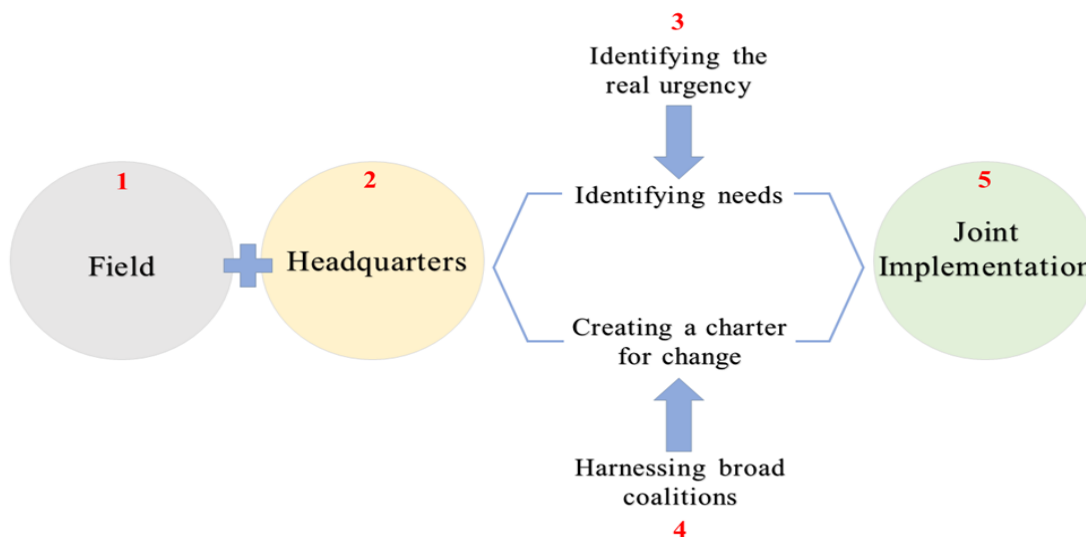 3
Identifying the
real urgency
1
2
5
Identifying needs
Field
Headquarters
Joint
Implementation
Creating a charter
for change
Harnessing broad
coalitions
4